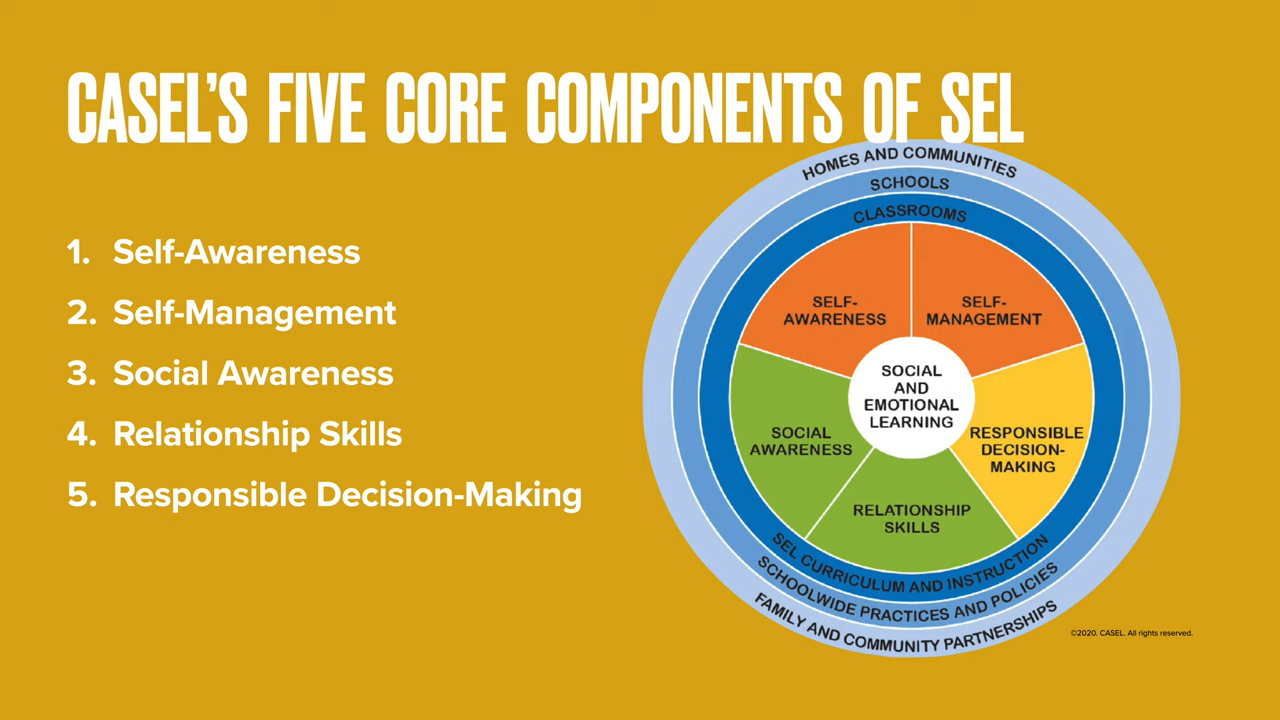 CASEL'S FIVE CORE COMPONENTS OF SEL
1. Self-Awareness
2. Self-Management
3. Social Awareness
4. Relationship Skills
5. Responsible Decision-Making
HOMES AND COMMUNITIES
SCHOOLS
CLASSROOMS
SELF-
AWARENESS
SELF-
MANAGEMENT
SOCIAL
AND
EMOTIONAL
LEARNING
SOCIAL
AWARENESS
RESPONSIBLE
DECISION-
MAKING
RELATIONSHIP
SKILLS
SEL CURRICULUM AND INSTRUCTION
SCHOOLWIDE PRACTICES AND POLICIES
FAMILY AND COMMUNITY PARTNERSHIPS
©2020. CASEL. All rights reserved.